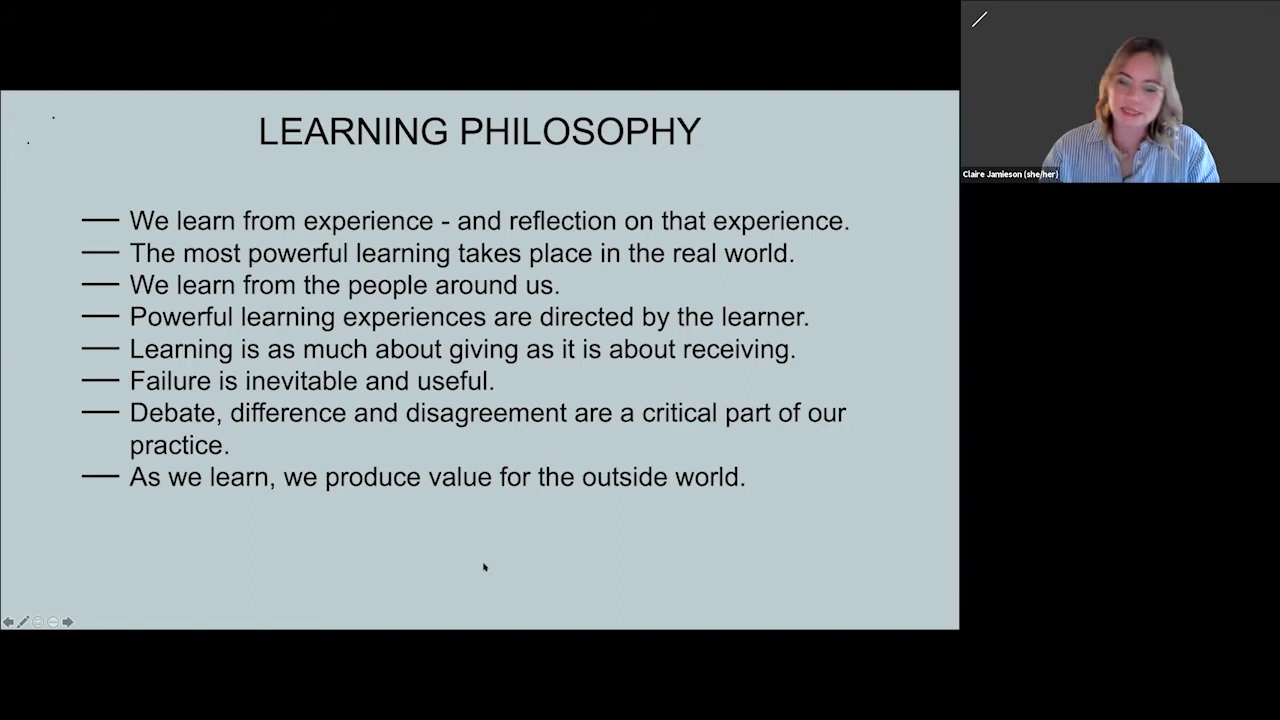 LEARNING PHILOSOPHY
We learn from experience - and reflection on that experience.
The most powerful learning takes place in the real world.
We learn from the people around us.
Powerful learning experiences are directed by the learner.
Learning is as much about giving as it is about receiving.
Failure is inevitable and useful.
Debate, difference and disagreement are a critical part of our
practice.
As we learn, we produce value for the outside world.
Claire Jamieson (she/her)